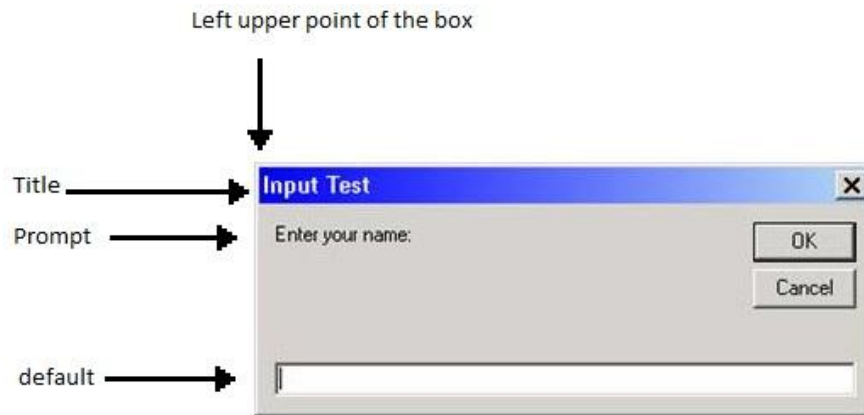 Left upper point of the box
Title
Input Test
Prompt
Enter your name:
OK
Cancel
default